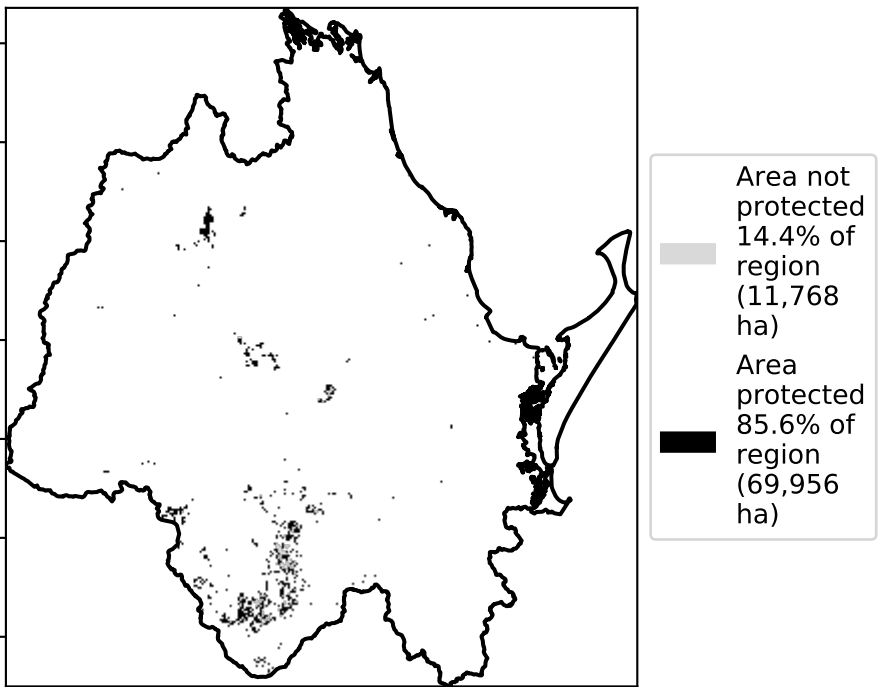 Area not
protected
14.4% of
region
(11,768
ha)
Area
protected
85.6% of
region
(69,956
ha)